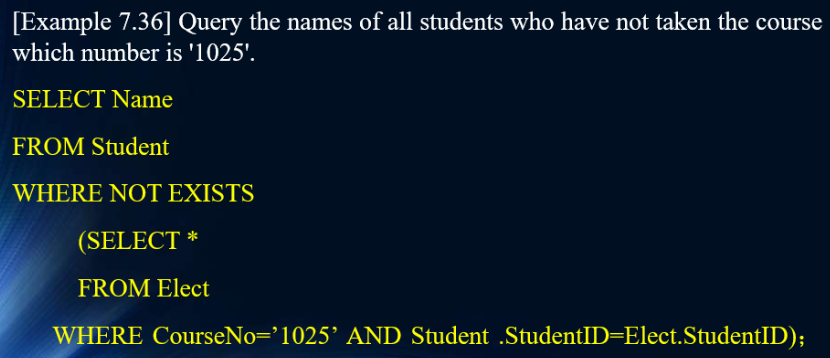 [Example 7.36] Query the names of all students who have not taken the course
which number is '1025'.
SELECT Name
FROM Student
WHERE NOT EXISTS
(SELECT *
FROM Elect
WHERE CourseNo=’1025’ AND Student .StudentID=Elect.StudentID)；